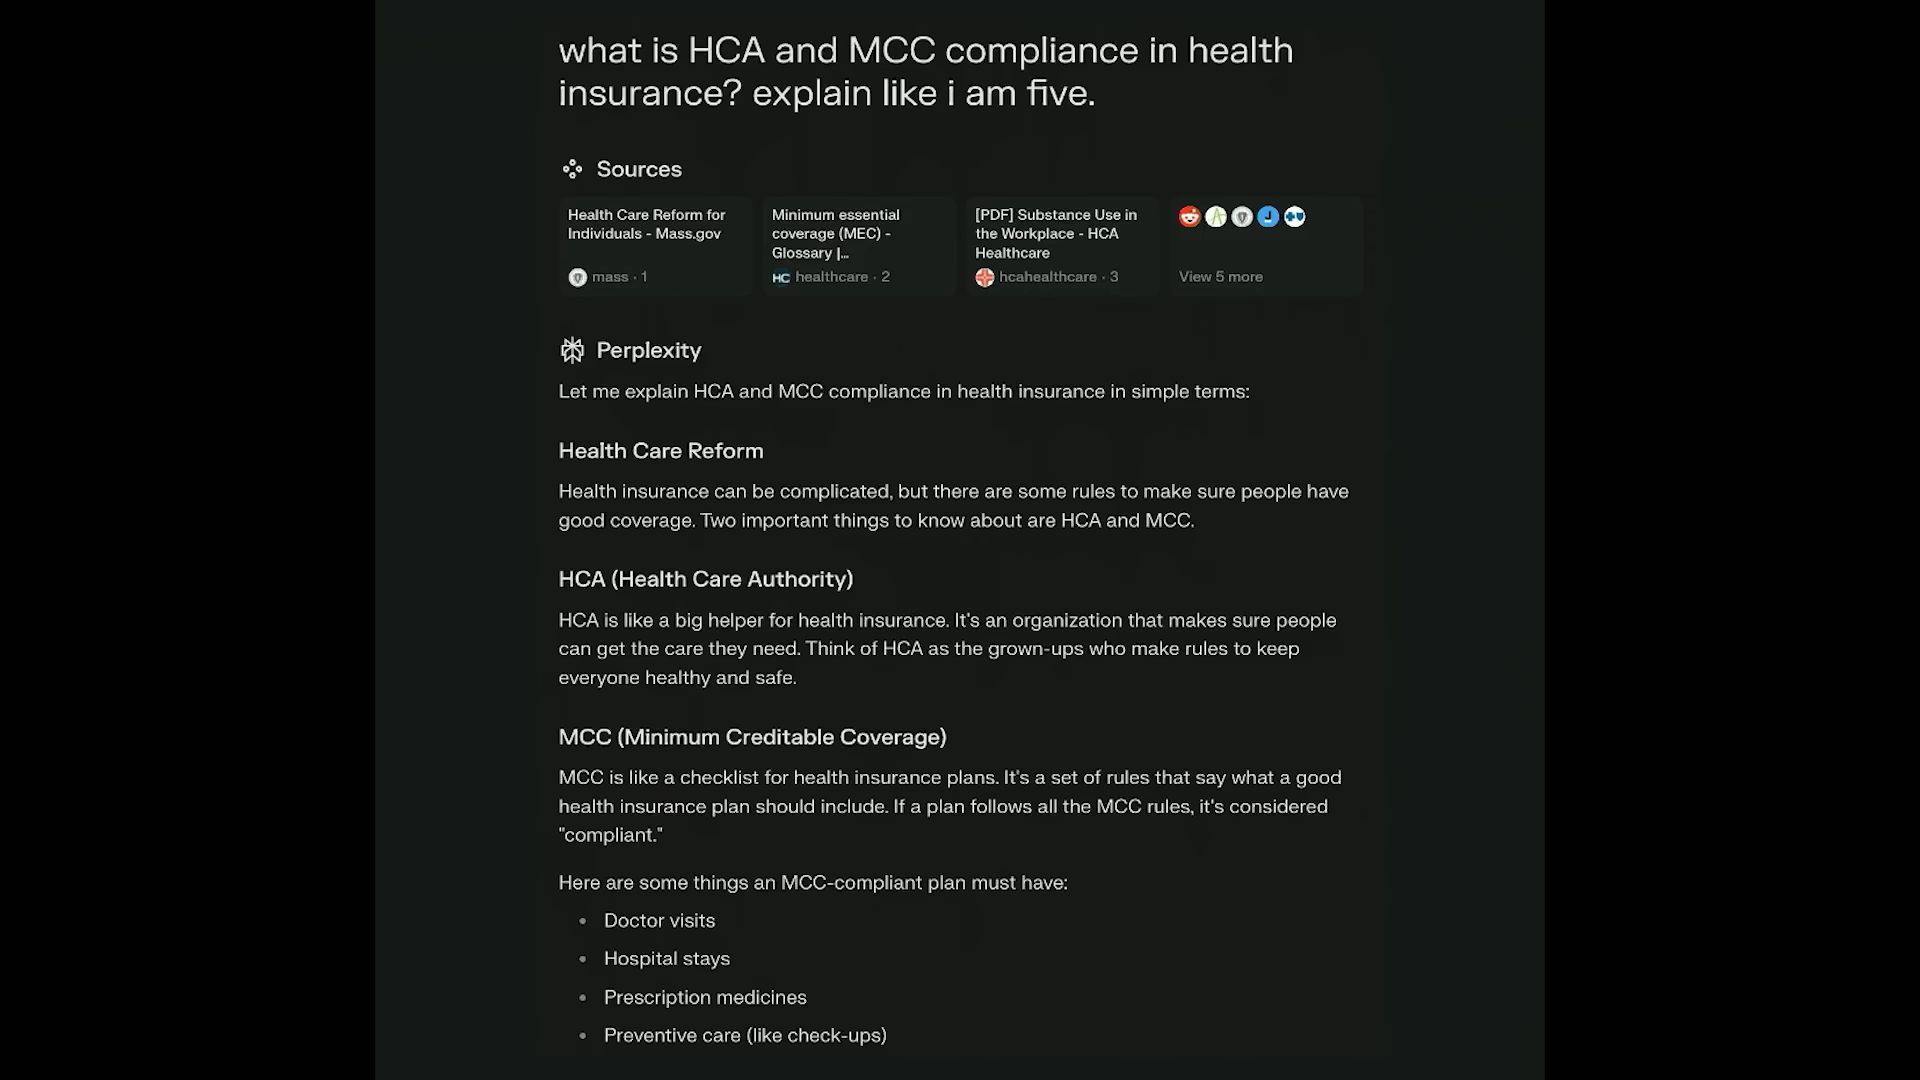 what is HCA and MCC compliance in health
insurance? explain like i am five.
Sources
Health Care Reform for
Individuals - Mass.gov
mass · 1
Minimum essential
coverage (MEC) -
Glossary |...
HC healthcare · 2
[PDF] Substance Use in
the Workplace - HCA
Healthcare
hcahealthcare · 3
View 5 more
Perplexity
Let me explain HCA and MCC compliance in health insurance in simple terms:
Health Care Reform
Health insurance can be complicated, but there are some rules to make sure people have
good coverage. Two important things to know about are HCA and MCC.
HCA (Health Care Authority)
HCA is like a big helper for health insurance. It's an organization that makes sure people
can get the care they need. Think of HCA as the grown-ups who make rules to keep
everyone healthy and safe.
MCC (Minimum Creditable Coverage)
MCC is like a checklist for health insurance plans. It's a set of rules that say what a good
health insurance plan should include. If a plan follows all the MCC rules, it's considered
"compliant."
Here are some things an MCC-compliant plan must have:
• Doctor visits
• Hospital stays
• Prescription medicines
• Preventive care (like check-ups)